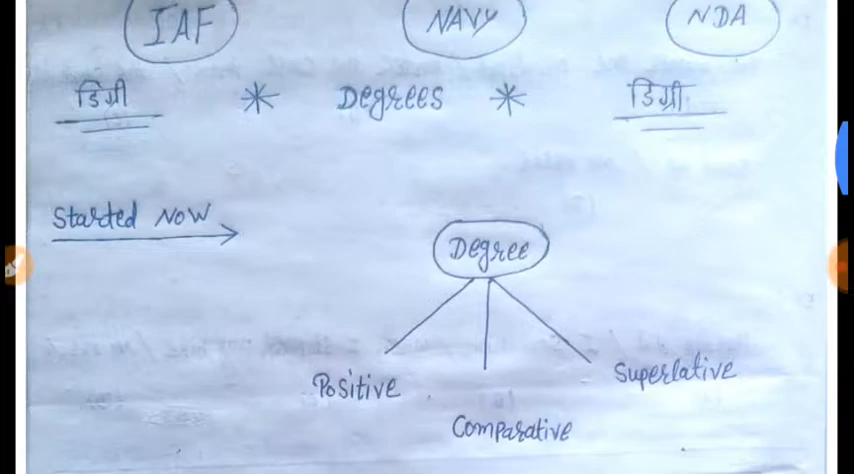 IAF NAVY NDA
डिग्री * Degrees * डिग्री
Started NOW
Degree
Positive
Comparative
Superlative